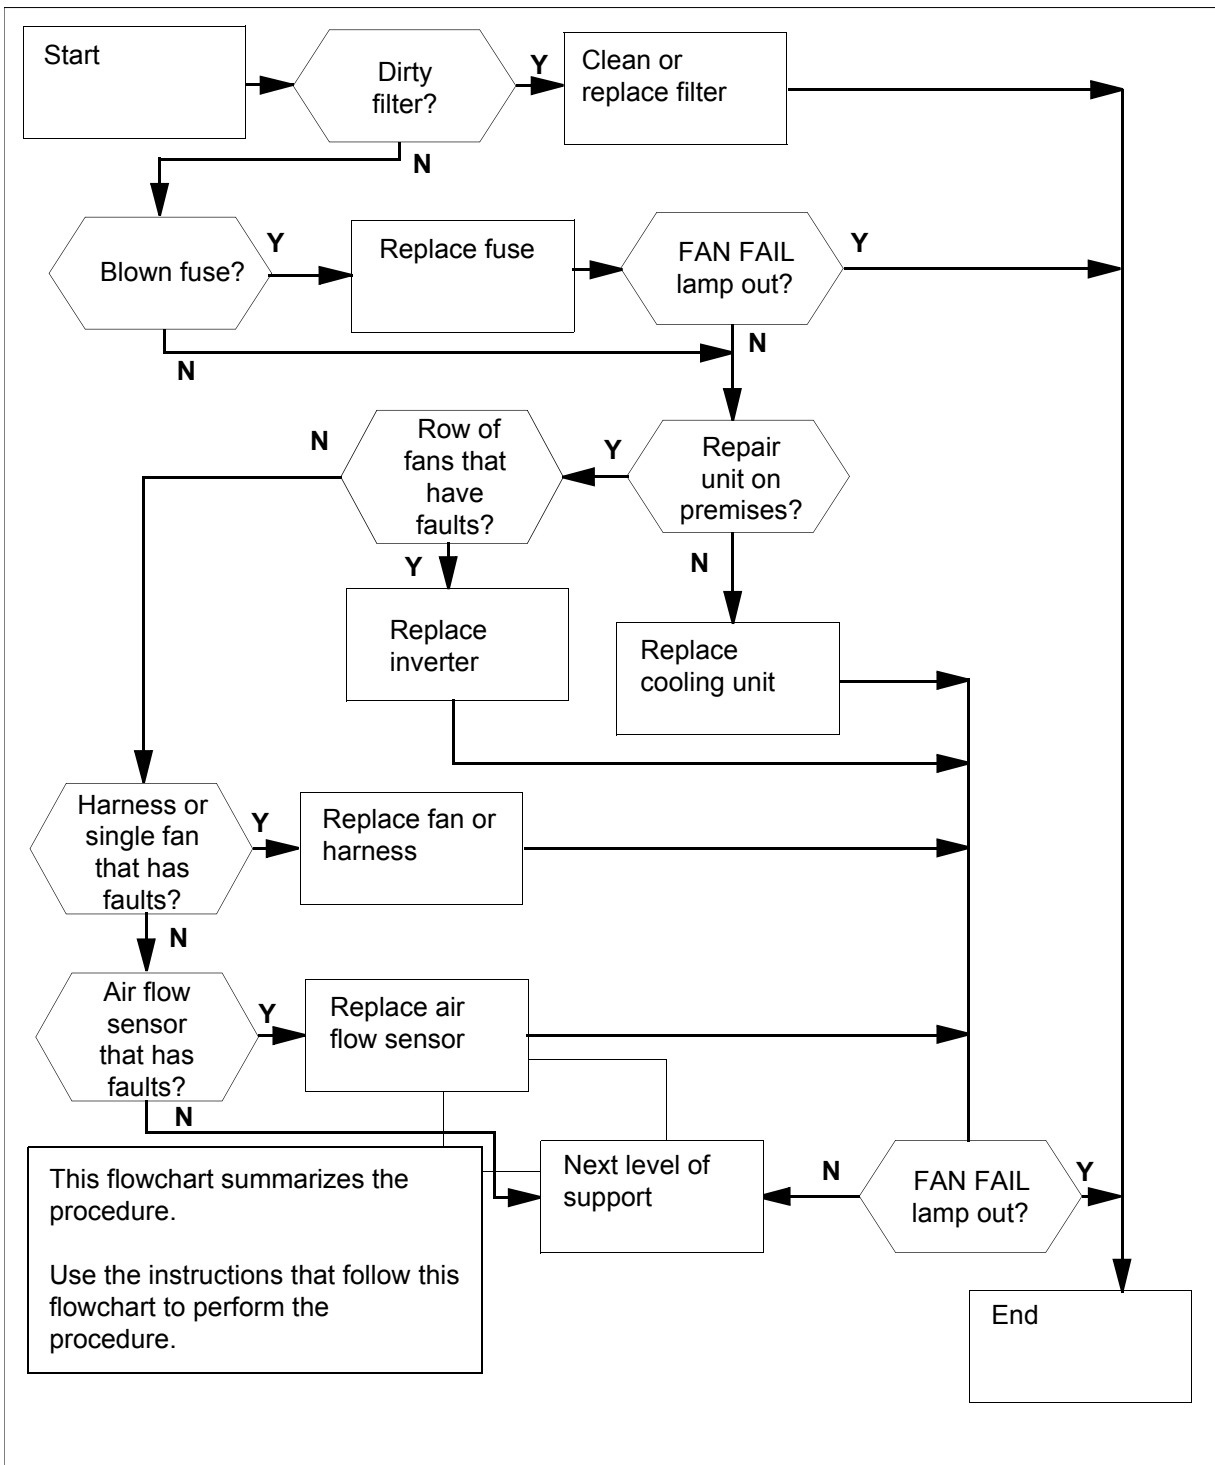 Start
Dirty
filter?
Y
Clean or
replace filter
N
Blown fuse?
Y
Replace fuse
FAN FAIL
lamp out?
Y
N
N
Repair
unit on
premises?
Y
N
Row of
fans that
have
faults?
N
Y
Replace
inverter
Replace
cooling unit
Harness or
single fan
that has
faults?
Y
Replace fan or
harness
N
Air flow
sensor
that has
faults?
Y
Replace air
flow sensor
N
Next level of
support
N
FAN FAIL
lamp out?
Y
This flowchart summarizes the
procedure.
Use the instructions that follow this
flowchart to perform the
procedure.
End